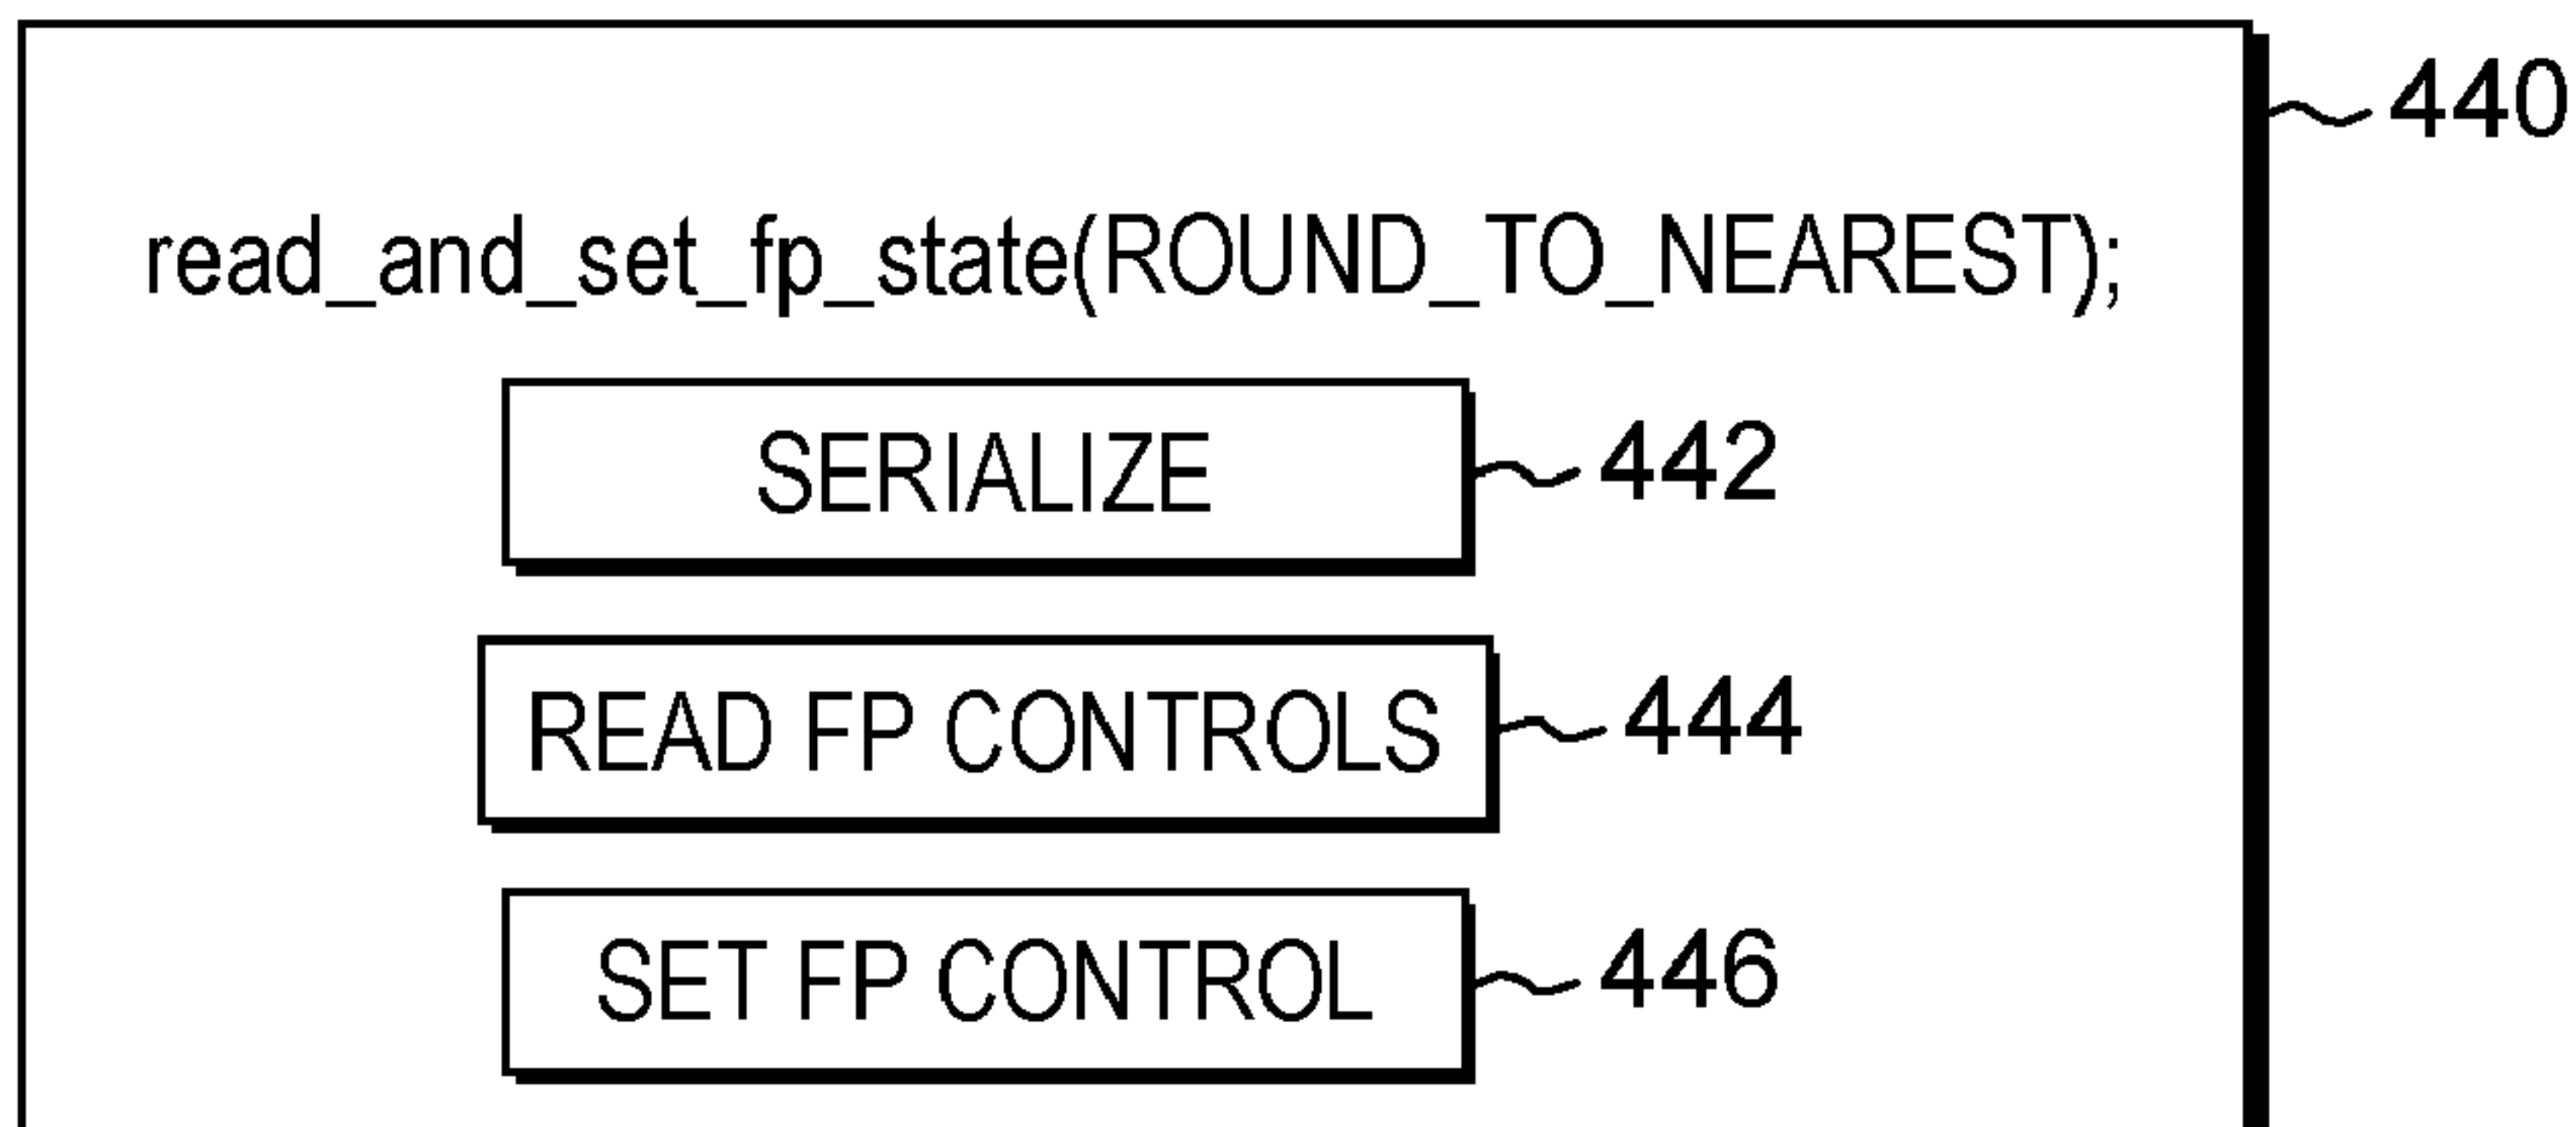 440
read_and_set_fp_state(ROUND_TO_NEAREST);
SERIALIZE 442
READ FP CONTROLS 444
SET FP CONTROL 446